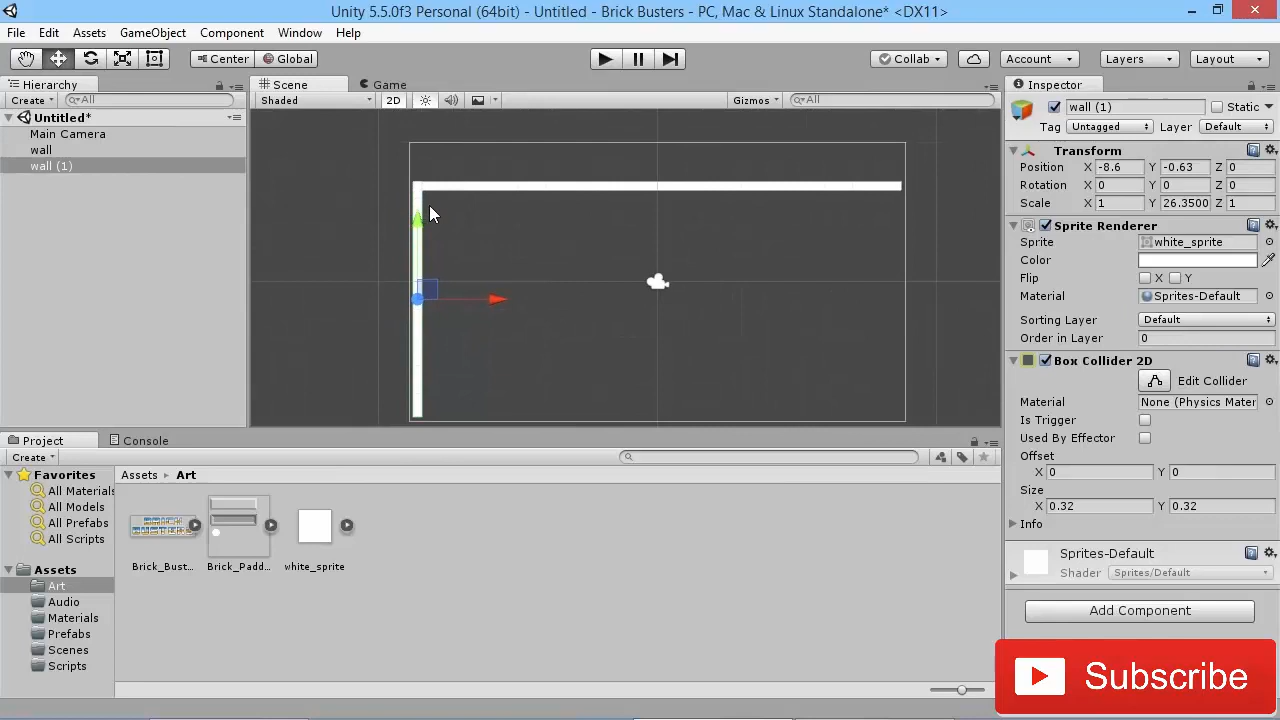 Unity 5.5.0f3 Personal (64bit) - Untitled - Brick Busters - PC, Mac & Linux Standalone* <DX11>
File Edit Assets GameObject Component Window Help
Center Global Collab Account Layers Layout
Hierarchy
Create All
Untitled*
Main Camera
wall
wall (1)
Scene Game
Shaded 2D Gizmos All
Project Console
Create
Favorites
All Materials
All Models
All Prefabs
All Scripts
Assets
Art
Audio
Materials
Prefabs
Scenes
Scripts
Assets Art
Brick_Bust... Brick_Padd... white_sprite
Inspector
wall (1) Static
Tag Untagged Layer Default
Transform
Position X -8.6 Y -0.63 Z 0
Rotation X 0 Y 0 Z 0
Scale X 1 Y 26.3500 Z 1
Sprite Renderer
Sprite white_sprite
Color
Flip X Y
Material Sprites-Default
Sorting Layer Default
Order in Layer 0
Box Collider 2D
Edit Collider
Material None (Physics Mater
Is Trigger
Used By Effector
Offset
X 0 Y 0
Size
X 0.32 Y 0.32
Info
Sprites-Default
Shader Sprites/Default
Add Component
Subscribe